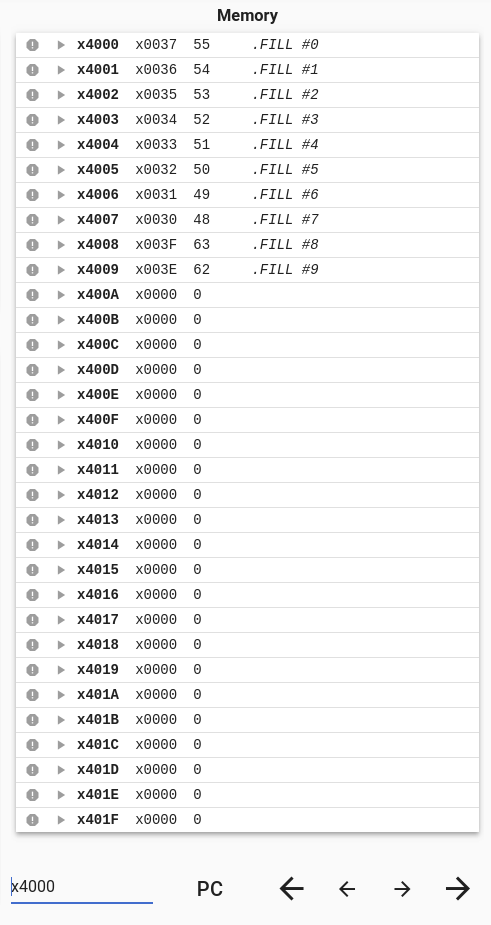 Memory
x4000 x0037 55 .FILL #0
x4001 x0036 54 .FILL #1
x4002 x0035 53 .FILL #2
x4003 x0034 52 .FILL #3
x4004 x0033 51 .FILL #4
x4005 x0032 50 .FILL #5
x4006 x0031 49 .FILL #6
x4007 x0030 48 .FILL #7
x4008 x003F 63 .FILL #8
x4009 x003E 62 .FILL #9
x400A x0000 0
x400B x0000 0
x400C x0000 0
x400D x0000 0
x400E x0000 0
x400F x0000 0
x4010 x0000 0
x4011 x0000 0
x4012 x0000 0
x4013 x0000 0
x4014 x0000 0
x4015 x0000 0
x4016 x0000 0
x4017 x0000 0
x4018 x0000 0
x4019 x0000 0
x401A x0000 0
x401B x0000 0
x401C x0000 0
x401D x0000 0
x401E x0000 0
x401F x0000 0
x4000 PC